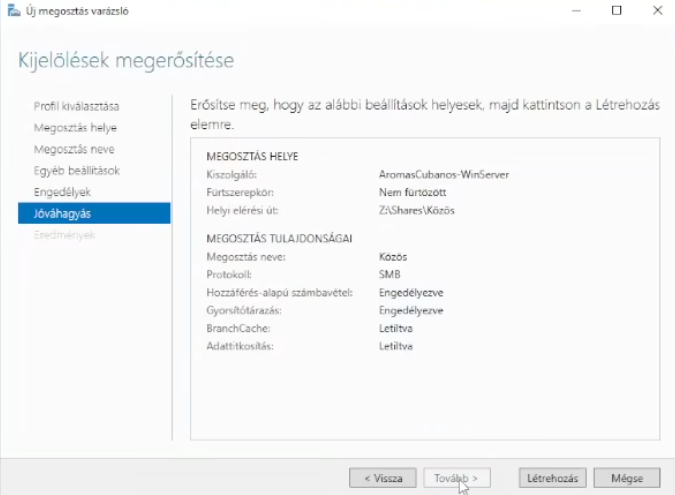 Új megosztás varázsló
Kijelölések megerősítése
Profil kiválasztása
Megosztás helye
Megosztás neve
Egyéb beállítások
Engedélyek
Jóváhagyás
Eredmények
Erősítse meg, hogy az alábbi beállítások helyesek, majd kattintson a Létrehozás
elemre.
MEGOSZTÁS HELYE
Kiszolgáló: AromasCubanos-WinServer
Fürtszerepkör: Nem fürtözött
Helyi elérési út: Z:\Shares\Közös
MEGOSZTÁS TULAJDONSÁGAI
Megosztás neve: Közös
Protokoll: SMB
Hozzáférés-alapú számbavétel: Engedélyezve
Gyorsítótárazás: Engedélyezve
BranchCache: Letiltva
Adattitkosítás: Letiltva
< Vissza Tovább > Létrehozás Mégse